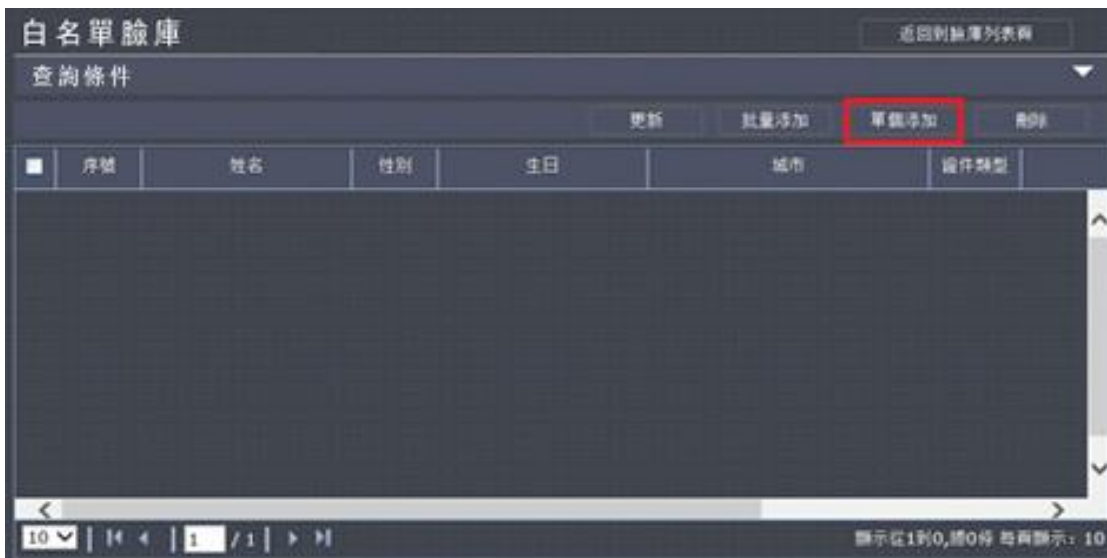 白名單臉庫 返回到臉庫列表頁
查詢條件
更新 批量添加 單個添加 刪除
序號 姓名 性別 生日 城市 證件類型
10 1 /1 顯示從1到0,總0條 每頁顯示: 10